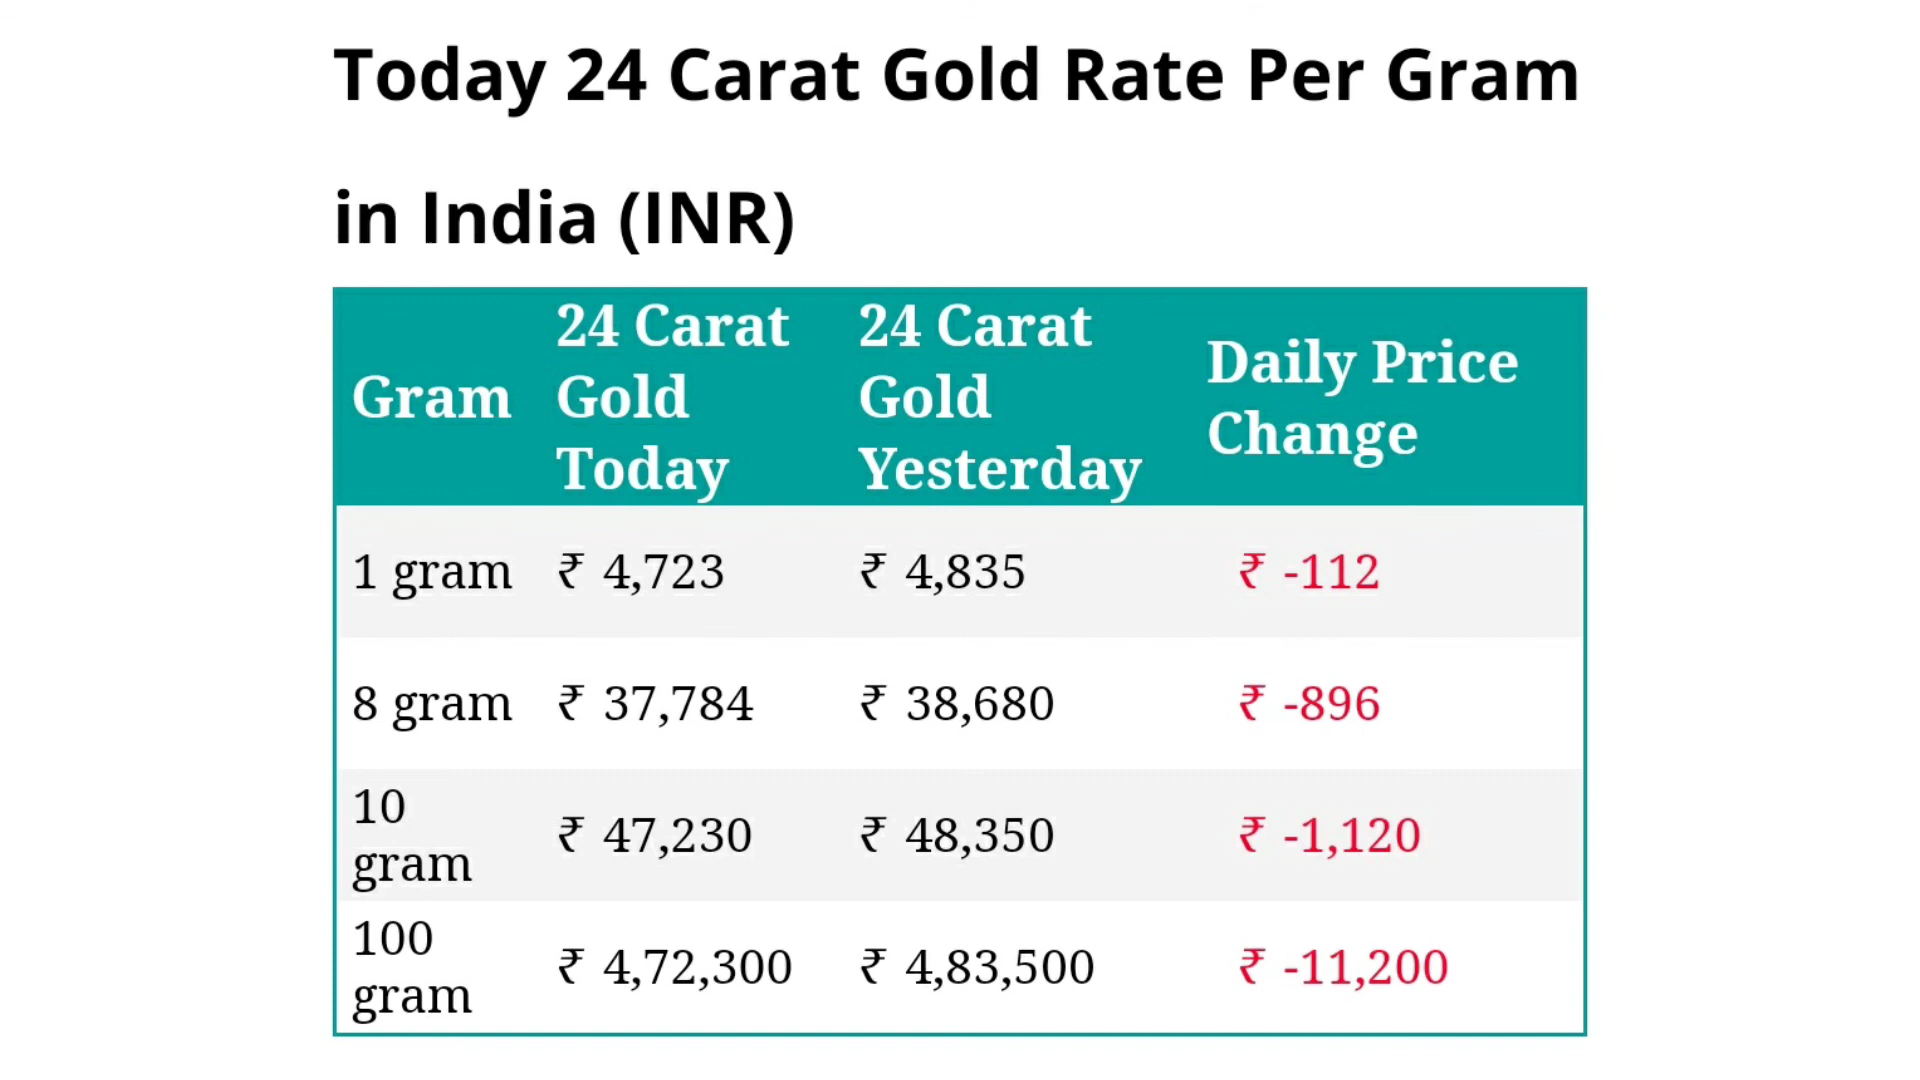 Today 24 Carat Gold Rate Per Gram
in India (INR)
Gram
24 Carat
Gold
Today
24 Carat
Gold
Yesterday
Daily Price
Change
1 gram ₹ 4,723 ₹ 4,835 ₹ -112
8 gram ₹ 37,784 ₹ 38,680 ₹ -896
10
gram ₹ 47,230 ₹ 48,350 ₹ -1,120
100
gram ₹ 4,72,300 ₹ 4,83,500 ₹ -11,200